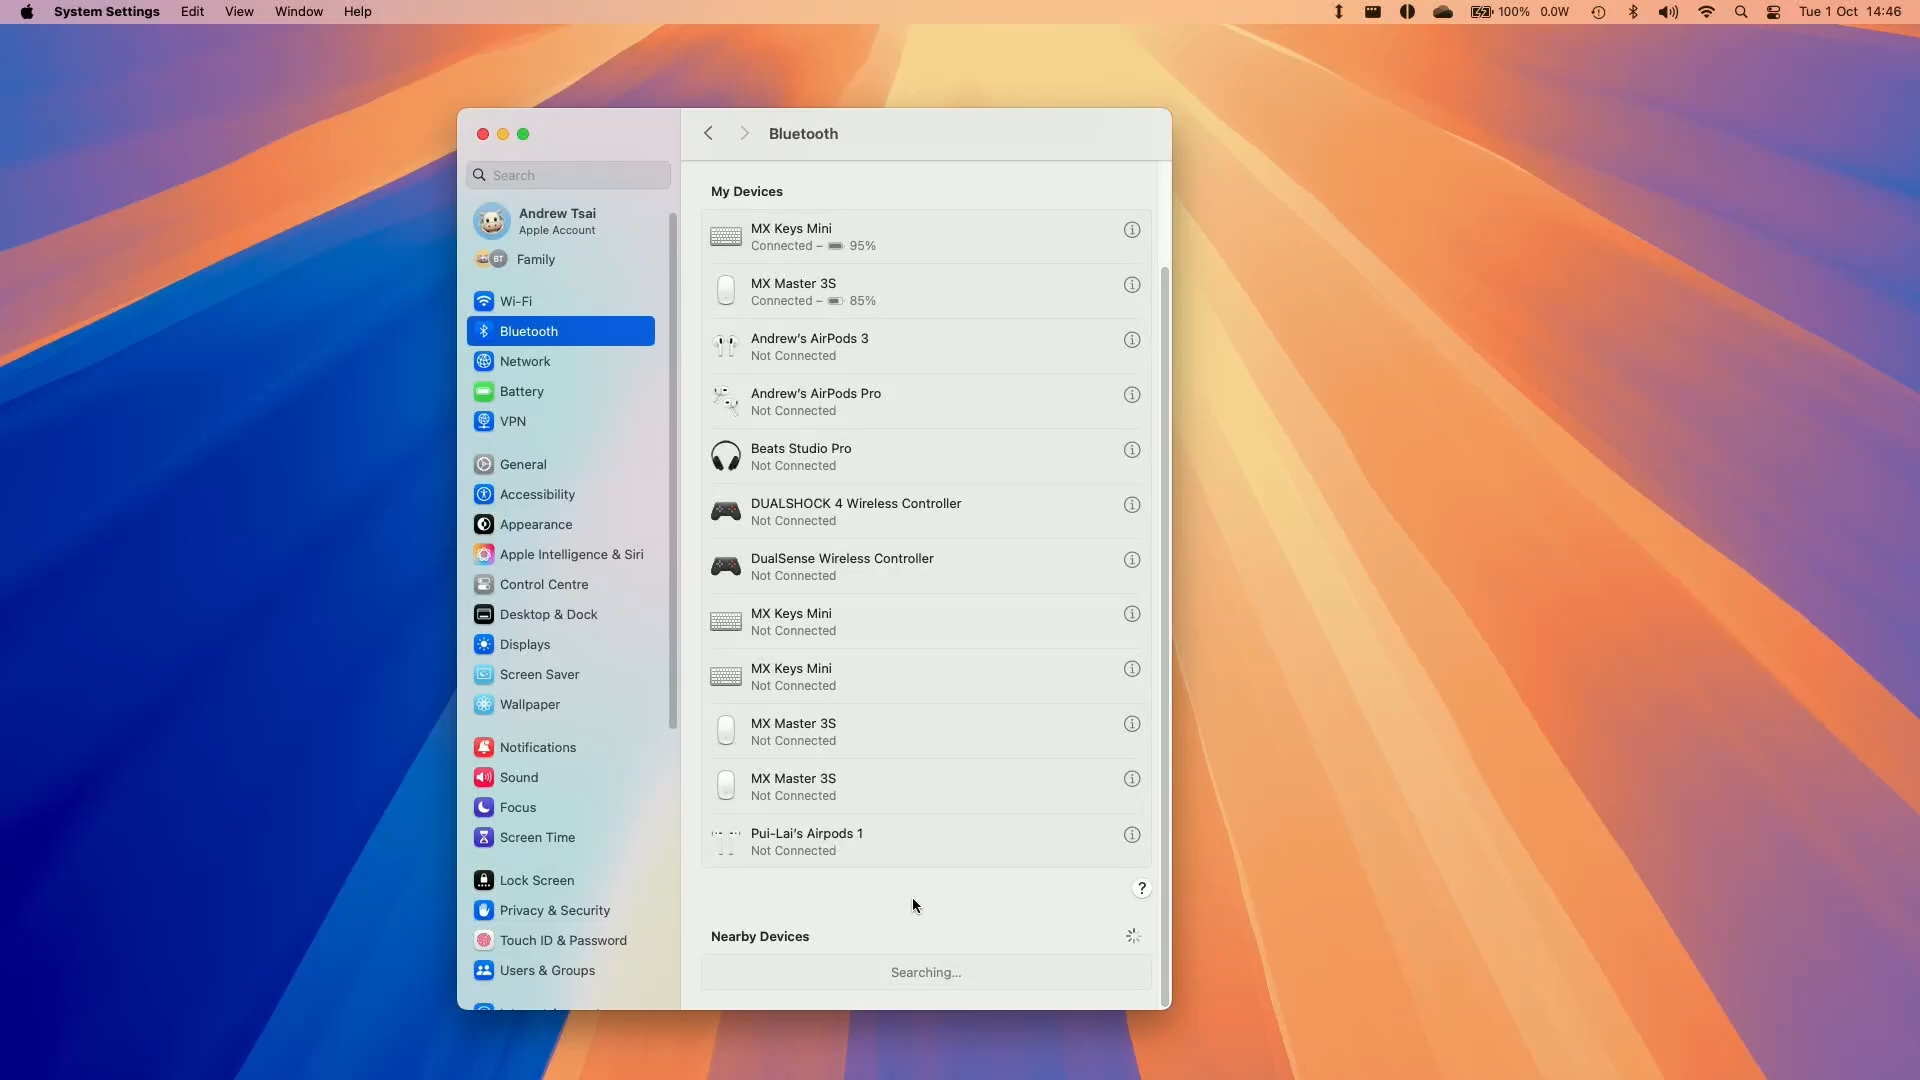 System Settings Edit View Window Help
100% 0.0W Tue 1 Oct 14:46
Bluetooth
Search
Andrew Tsai
Apple Account
BT Family
Wi-Fi
Bluetooth
Network
Battery
VPN
General
Accessibility
Appearance
Apple Intelligence & Siri
Control Centre
Desktop & Dock
Displays
Screen Saver
Wallpaper
Notifications
Sound
Focus
Screen Time
Lock Screen
Privacy & Security
Touch ID & Password
Users & Groups
My Devices
MX Keys Mini
Connected – 95%
MX Master 3S
Connected – 85%
Andrew's AirPods 3
Not Connected
Andrew's AirPods Pro
Not Connected
Beats Studio Pro
Not Connected
DUALSHOCK 4 Wireless Controller
Not Connected
DualSense Wireless Controller
Not Connected
MX Keys Mini
Not Connected
MX Keys Mini
Not Connected
MX Master 3S
Not Connected
MX Master 3S
Not Connected
Pui-Lai's Airpods 1
Not Connected
?
Nearby Devices
Searching...